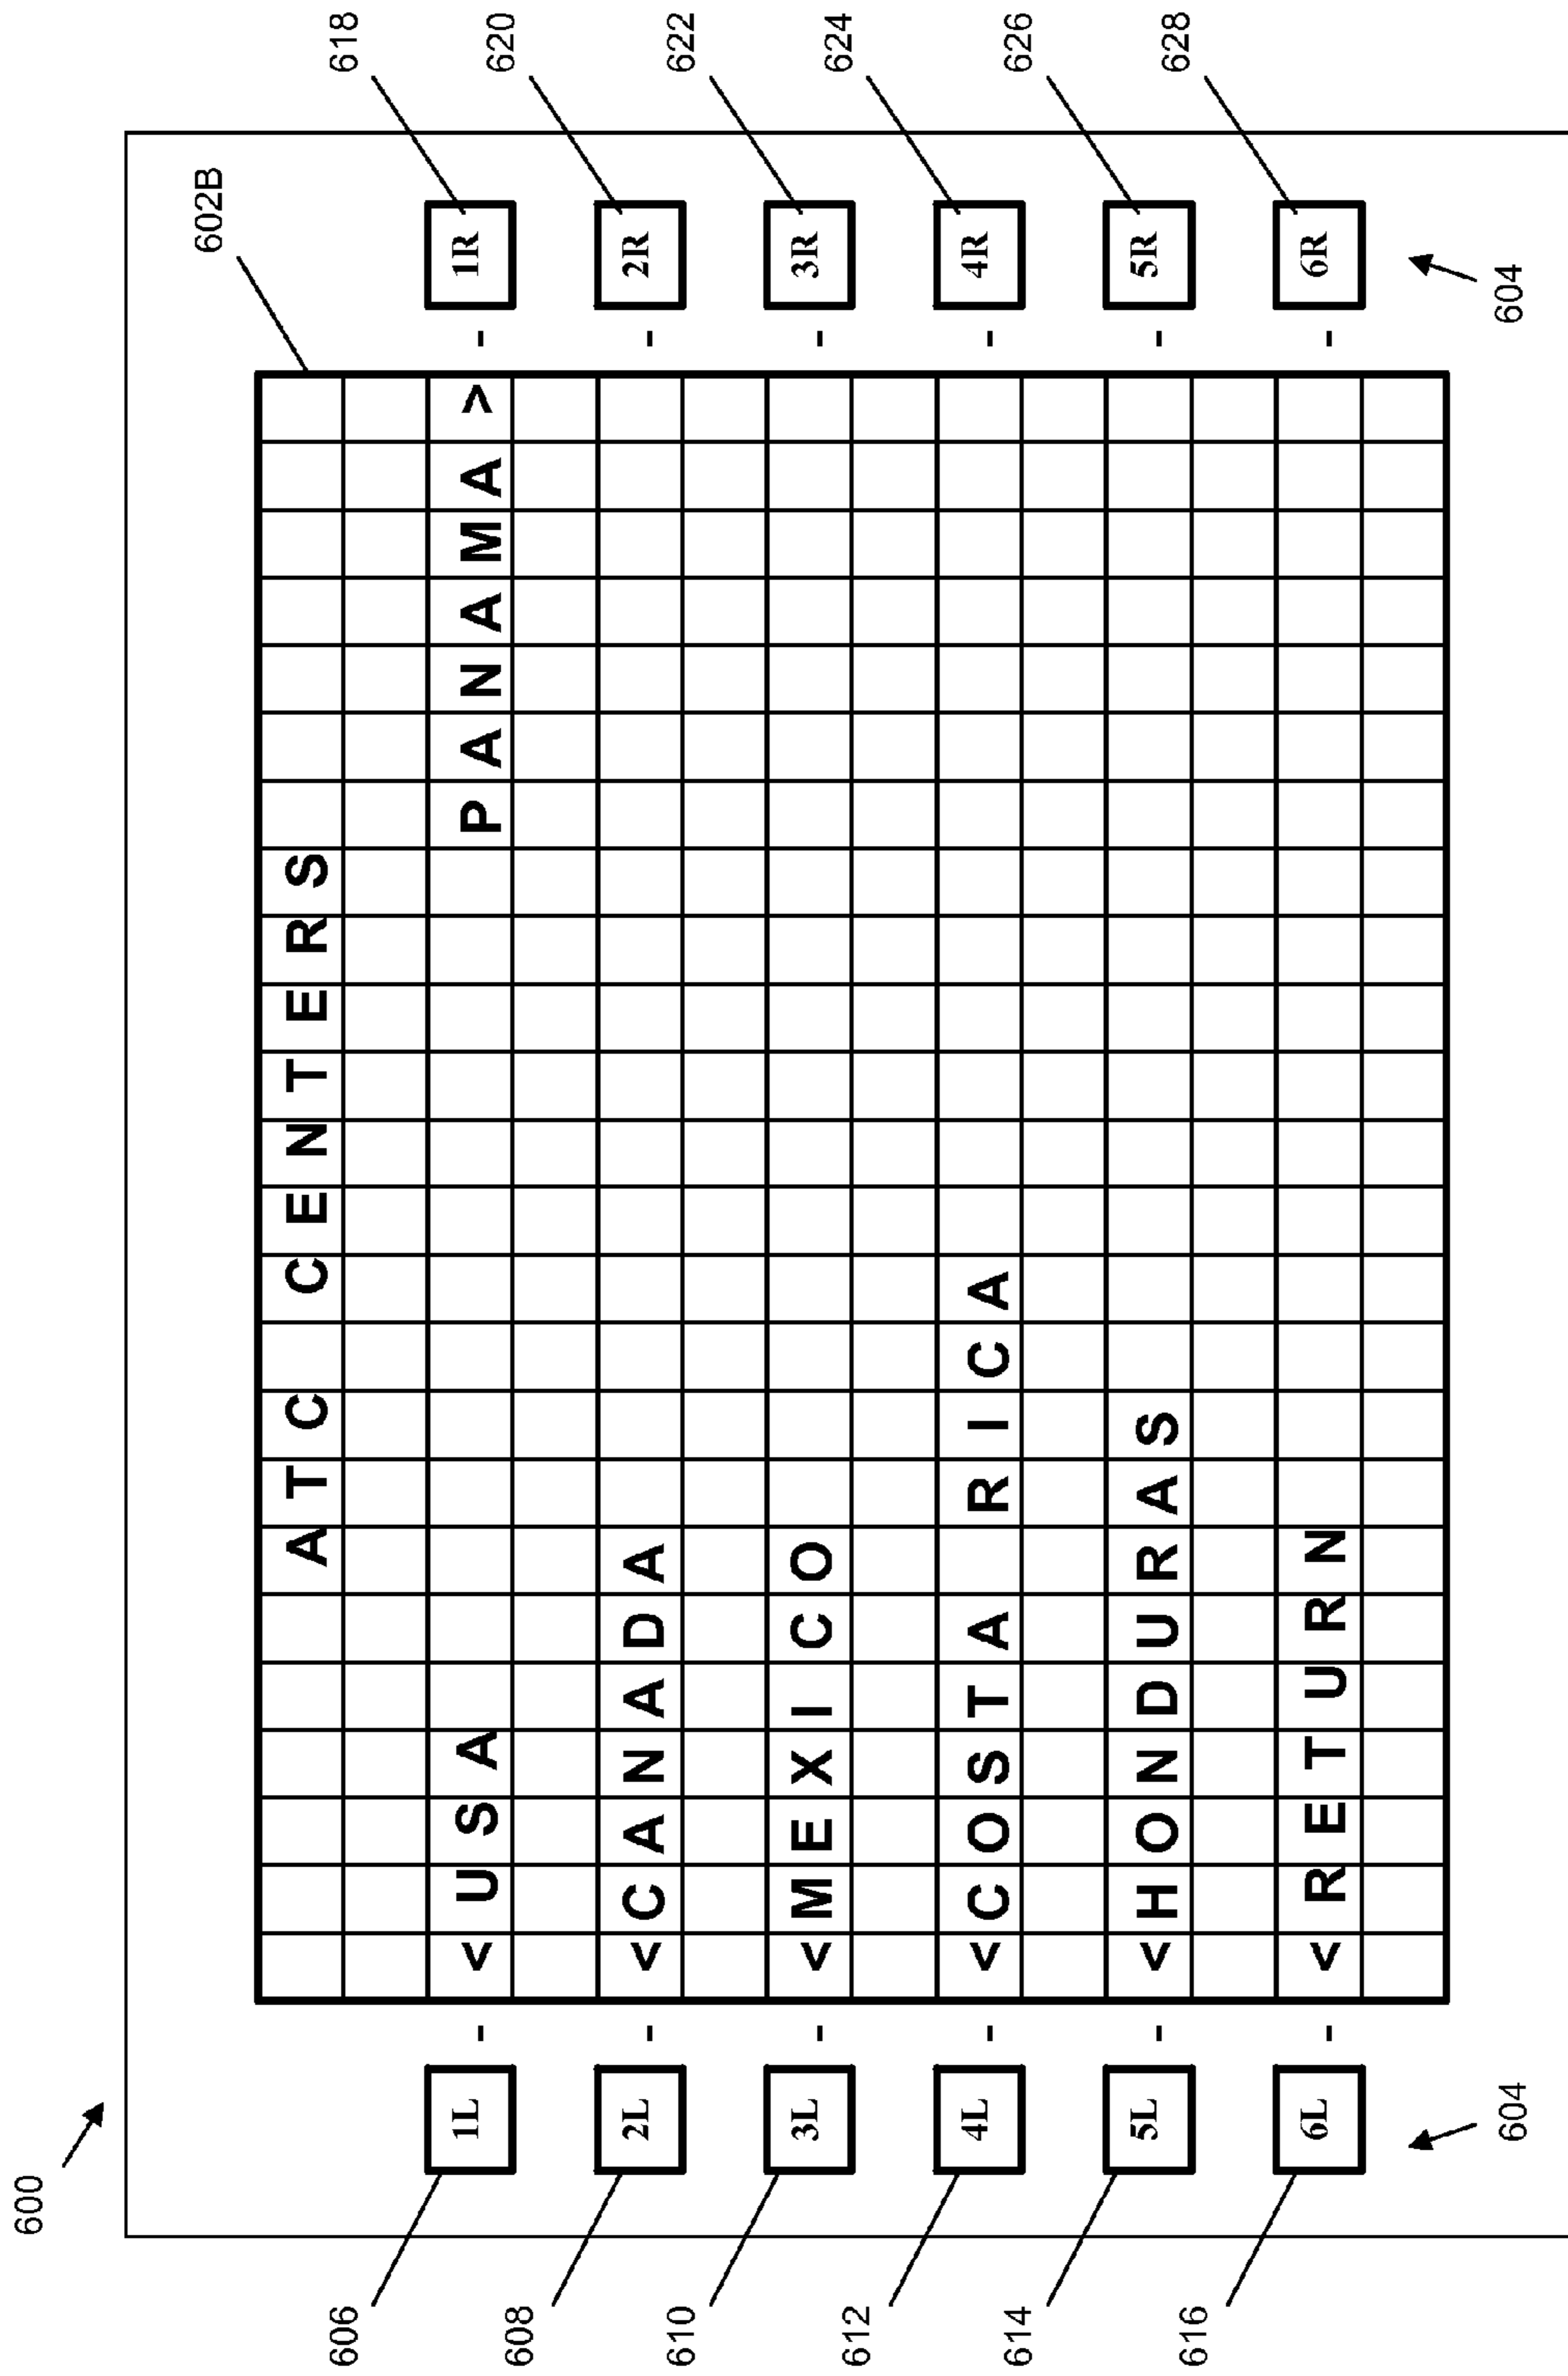 600
602B
ATC CENTERS
606 1L - <USA PANAMA> - 1R 618
608 2L - <CANADA - 2R 620
610 3L - <MEXICO - 3R 622
612 4L - <COSTA RICA - 4R 624
614 5L - <HONDURAS - 5R 626
616 6L - <RETURN - 6R 628
604 604